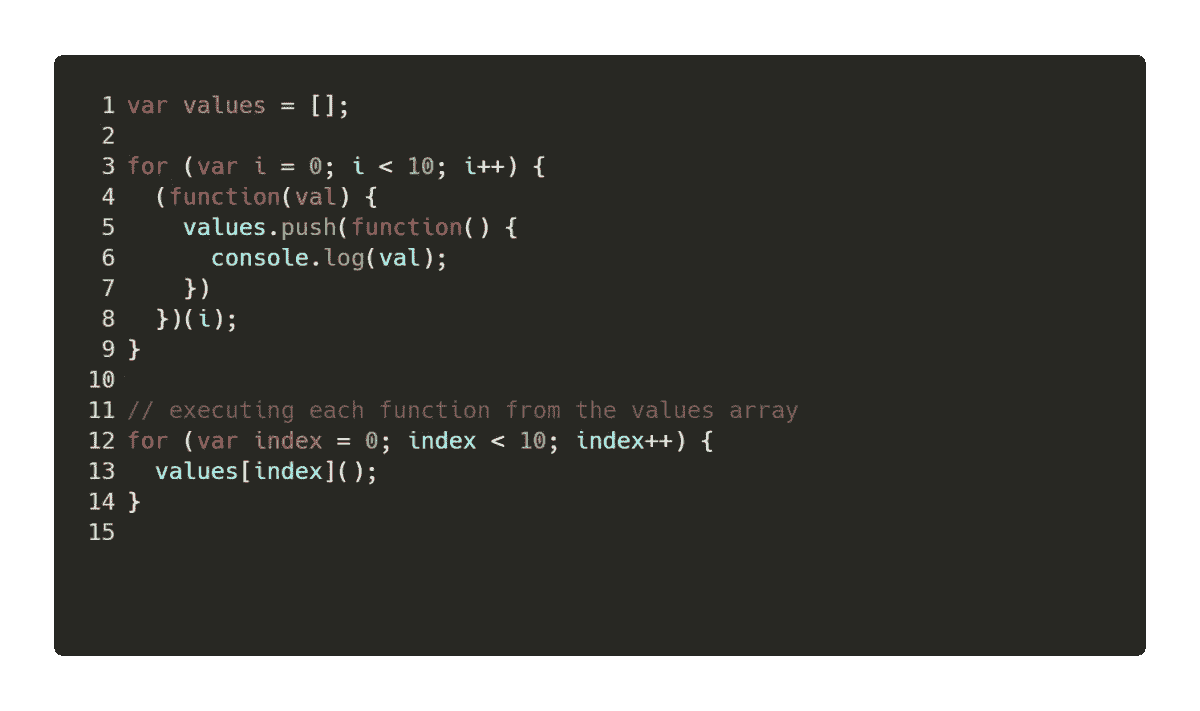 1 var values = [];
2
3 for (var i = 0; i < 10; i++) {
4   (function(val) {
5     values.push(function() {
6       console.log(val);
7     })
8   })(i);
9 }
10
11 // executing each function from the values array
12 for (var index = 0; index < 10; index++) {
13   values[index]();
14 }
15